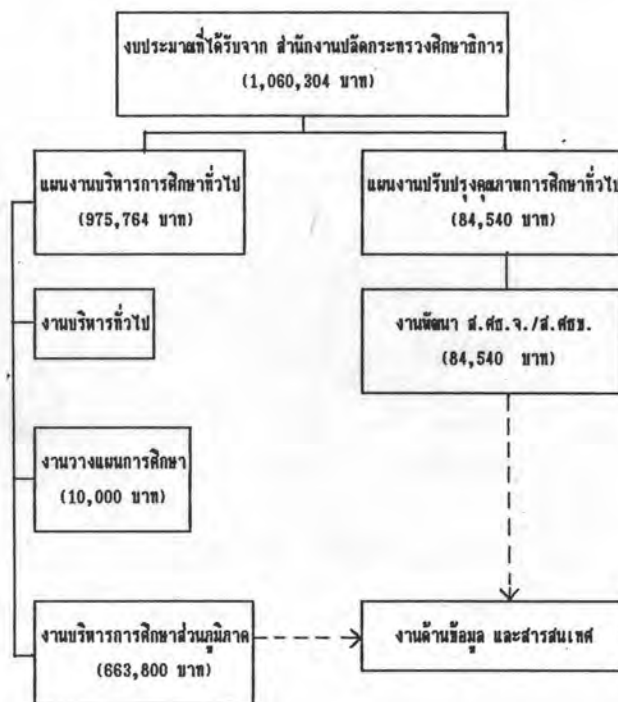 งบประมาณที่ได้รับจาก สำนักงานปลัดกระทรวงศึกษาธิการ
(1,060,304 บาท)
แผนงานบริหารการศึกษาทั่วไป
(975,764 บาท)
แผนงานปรับปรุงคุณภาพการศึกษาทั่วไป
(84,540 บาท)
งานบริหารทั่วไป
งานพัฒนา ส.ศธ.จ./ส.ศธข.
(84,540 บาท)
งานวางแผนการศึกษา
(10,000 บาท)
งานบริหารการศึกษาส่วนภูมิภาค
(663,800 บาท)
งานด้านข้อมูล และสารสนเทศ